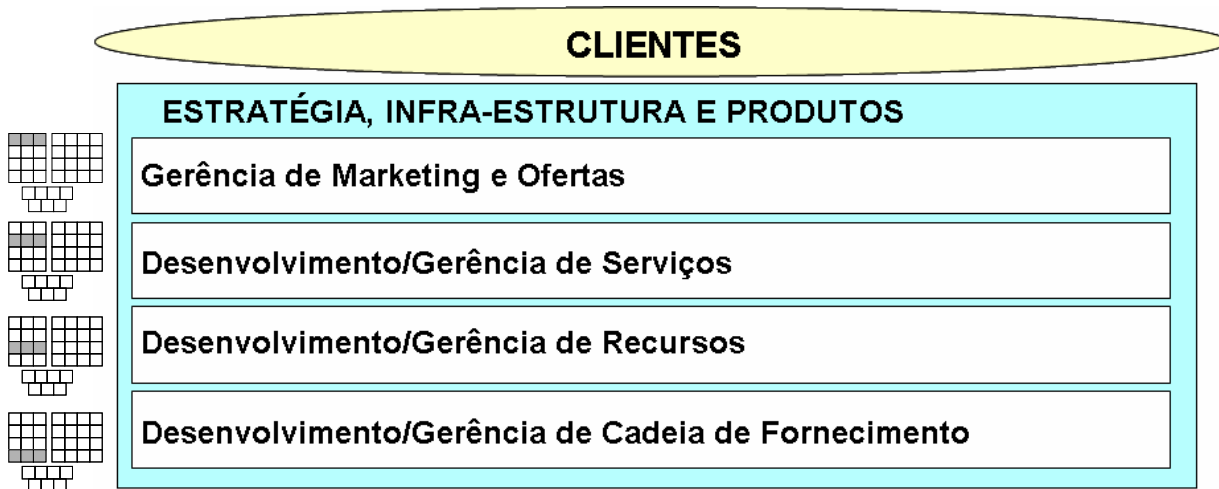 CLIENTES
ESTRATÉGIA, INFRA-ESTRUTURA E PRODUTOS
Gerência de Marketing e Ofertas
Desenvolvimento/Gerência de Serviços
Desenvolvimento/Gerência de Recursos
Desenvolvimento/Gerência de Cadeia de Fornecimento